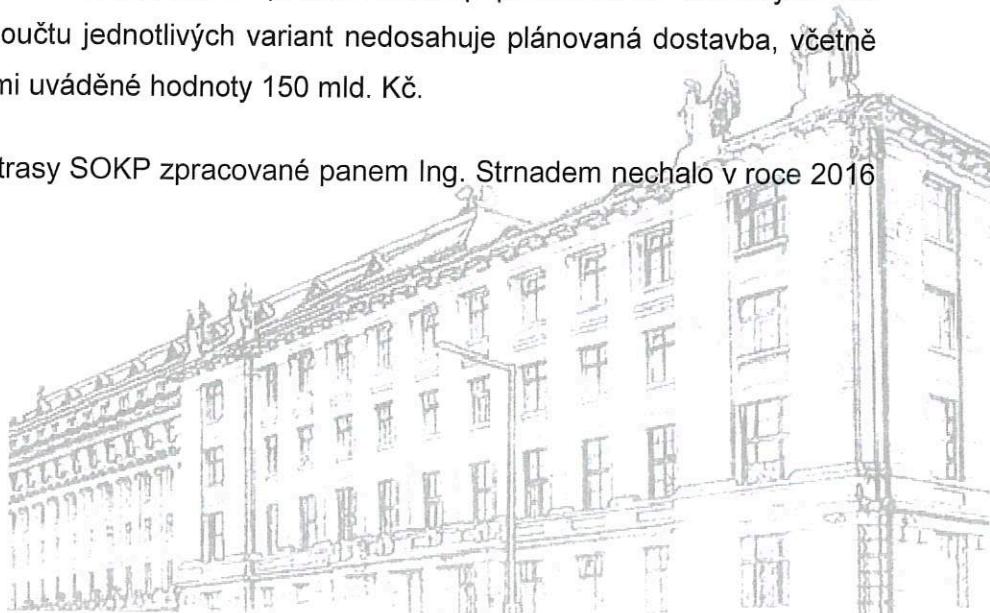 oučtu jednotlivých variant nedosahuje plánovaná dostavba, včetně
mi uváděné hodnoty 150 mld. Kč.
trasy SOKP zpracované panem Ing. Strnadem nechalo v roce 2016